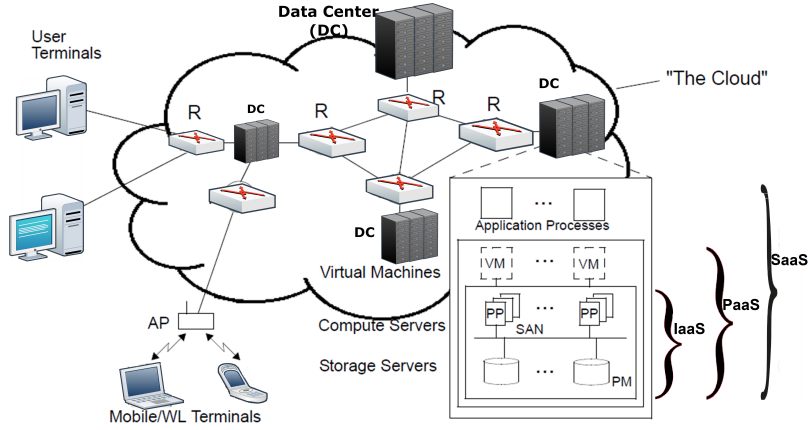 Data Center
(DC)
User
Terminals
DC
"The Cloud"
R
DC
R
R
R
DC
Application Processes
SaaS
Virtual Machines
VM
VM
PaaS
PP
PP
IaaS
AP
Compute Servers
SAN
Storage Servers
PM
Mobile/WL Terminals
...
...
...
...